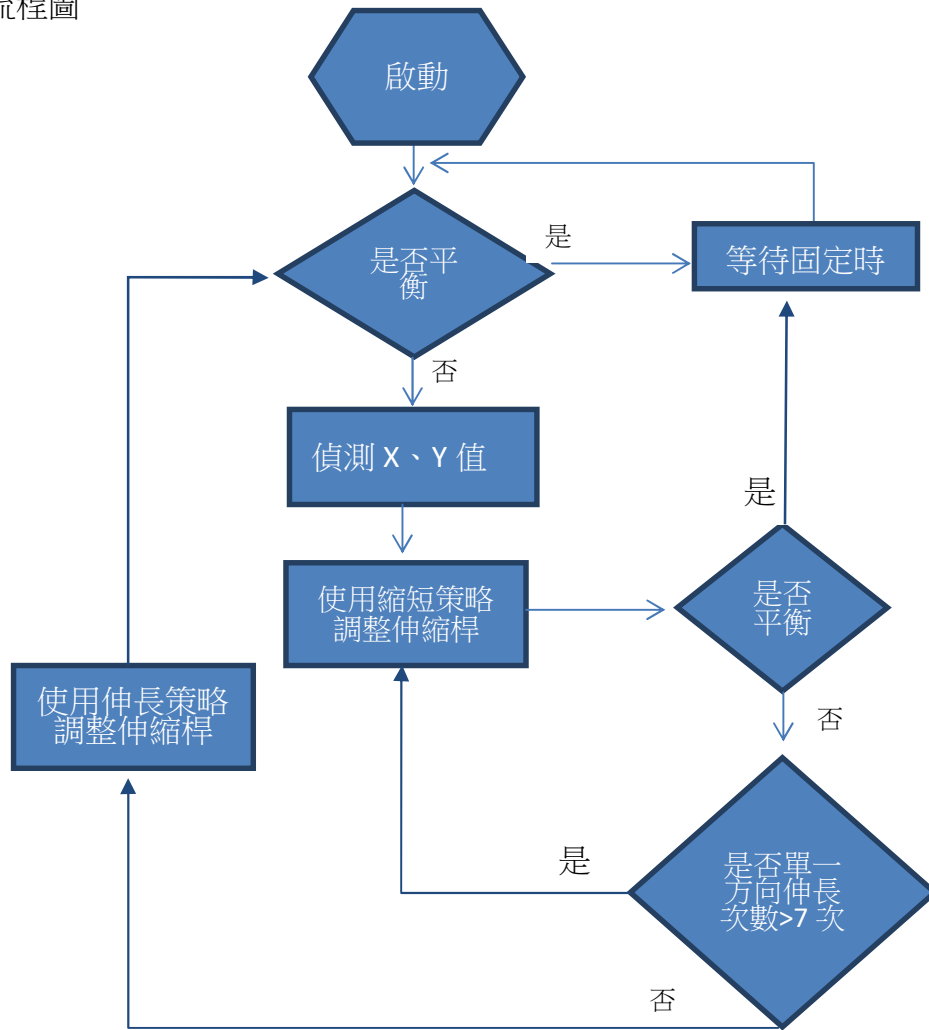 流程圖
啟動
是否平
衡
是
等待固定時
否
偵測 X、Y 值
使用縮短策略
調整伸縮桿
是
是否
平衡
使用伸長策略
調整伸縮桿
否
是
是否單一
方向伸長
次數>7 次
否